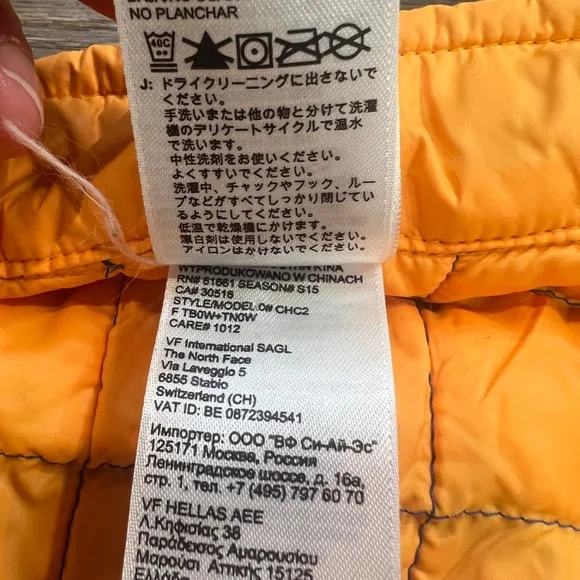 NO PLANCHAR
40C
J: ドライクリーニングに出さないで
ください。
手洗いまたは他の物と分けて洗濯
機のデリケートサイクルで温水
で洗います。
中性洗剤をお使いください。
よくすすいでください。
洗濯中、チャックやフック、ルー
プなどがすべてしっかり閉じてい
るようにしてください。
低温で乾燥機にかけます。
漂白剤は使用しないでください。
アイロンはかけないでください。
WYPRODUKOWANO W CHINACH
RN# 61661 SEASON# S15
CA# 30516
STYLE/MODEL 0# CHC2
F TB0W+TN0W
CARE# 1012
VF International SAGL
The North Face
Via Laveggio 5
6855 Stabio
Switzerland (CH)
VAT ID: BE 0872394541
Импортер: ООО "ВФ Си-Ай-Эс"
125171 Москва, Россия
Ленинградское шоссе, д. 16а,
стр. 1, тел. +7 (495) 797 60 70
VF HELLAS AEE
Λ.Κηφισίας 36
Παράδεισος Αμαρουσίου
Μαρούσι Αττικής 15125
Ελλάδα